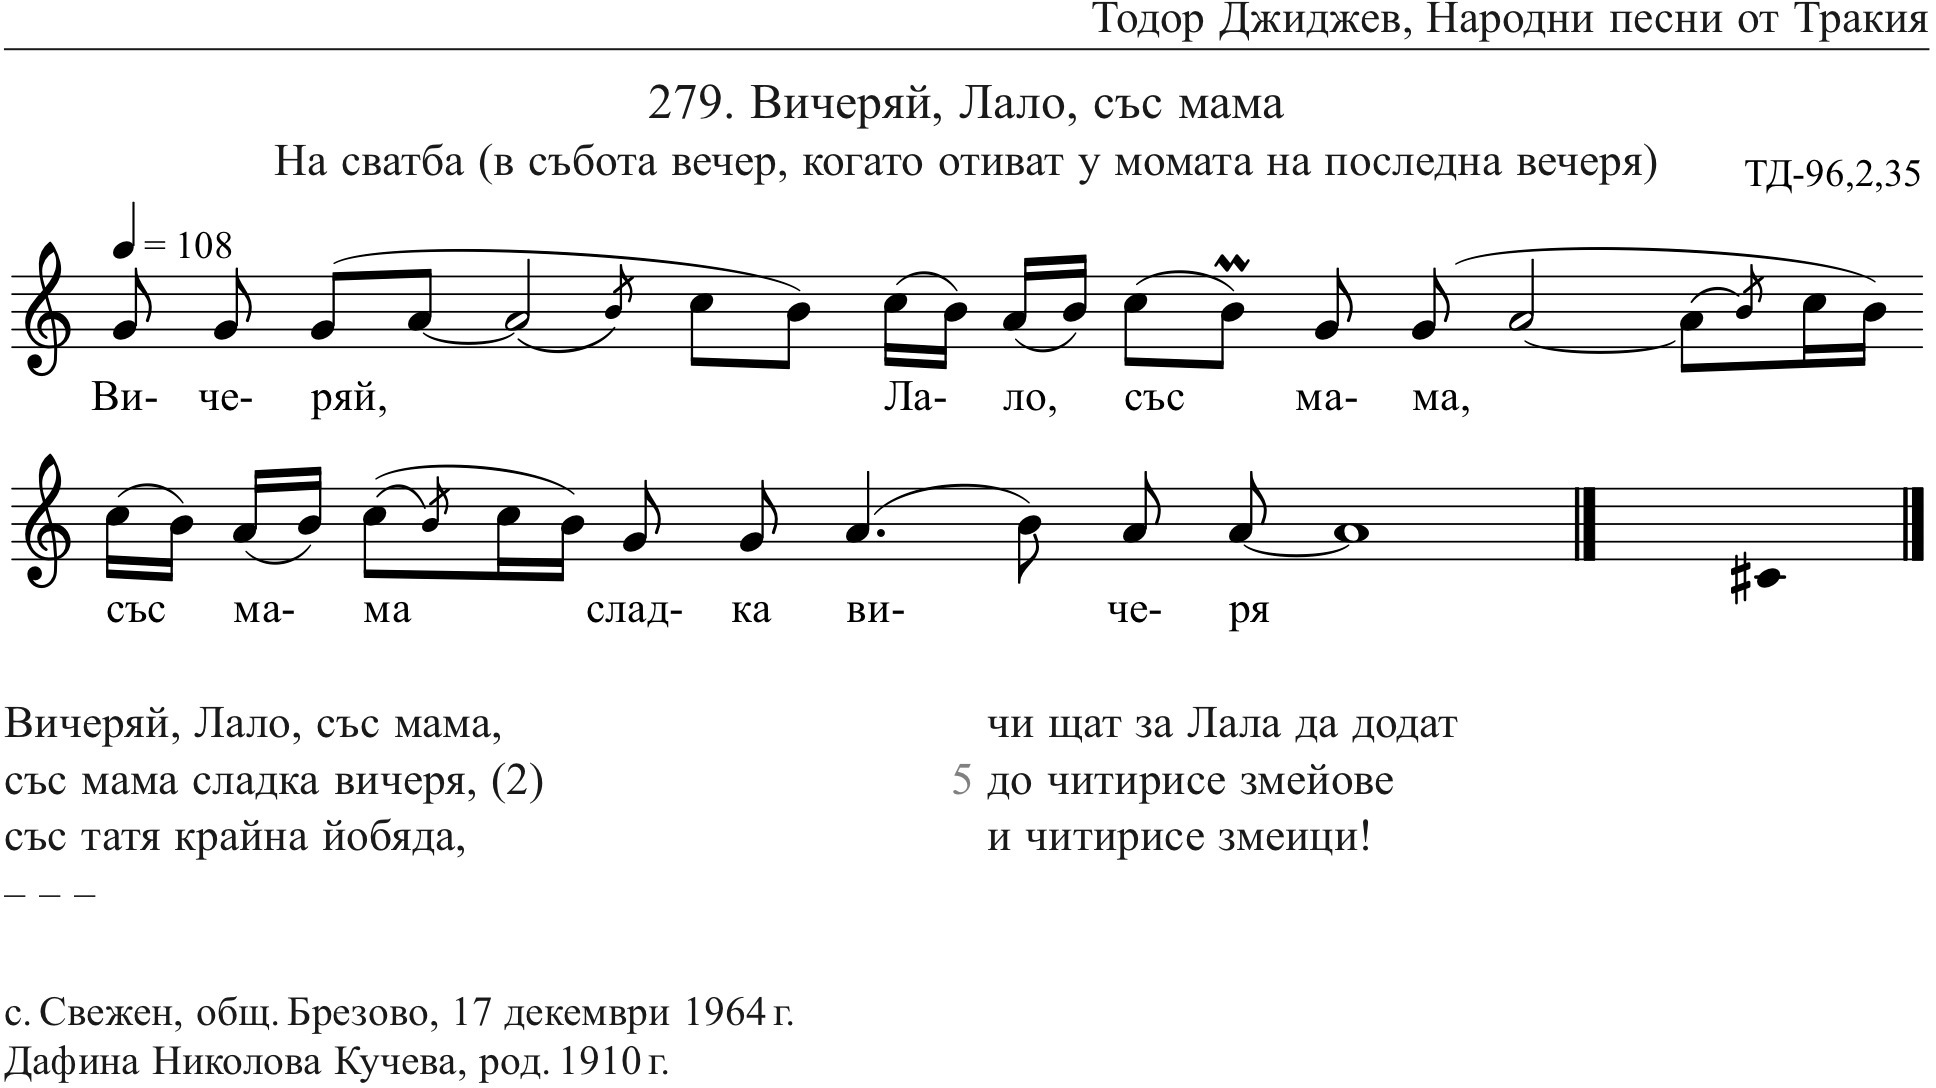 Тодор Джиджев, Народни песни от Тракия
279. Вичеряй, Лало, със мама
На сватба (в събота вечер, когато отиват у момата на последна вечеря)
ТД-96,2,35
= 108
Ви- че- ряй, Ла- ло, със ма- ма,
със ма- ма слад- ка ви- че- ря
Вичеряй, Лало, със мама,
със мама сладка вичеря, (2)
със татя крайна йобяда,
– – –
чи щат за Лала да додат
5 до читирисе змейове
и читирисе змеици!
с. Свежен, общ. Брезово, 17 декември 1964 г.
Дафина Николова Кучева, род. 1910 г.